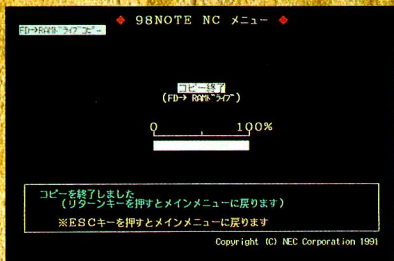 ◆ 98NOTE NC メニュー ◆
FD→RAMドライブコピー
コピー終了
(FD→ RAMドライブ)
0 100%
コピーを終了しました
(リターンキーを押すとメインメニューに戻ります)
※ESCキーを押すとメインメニューに戻ります
Copyright (C) NEC Corporation 1991